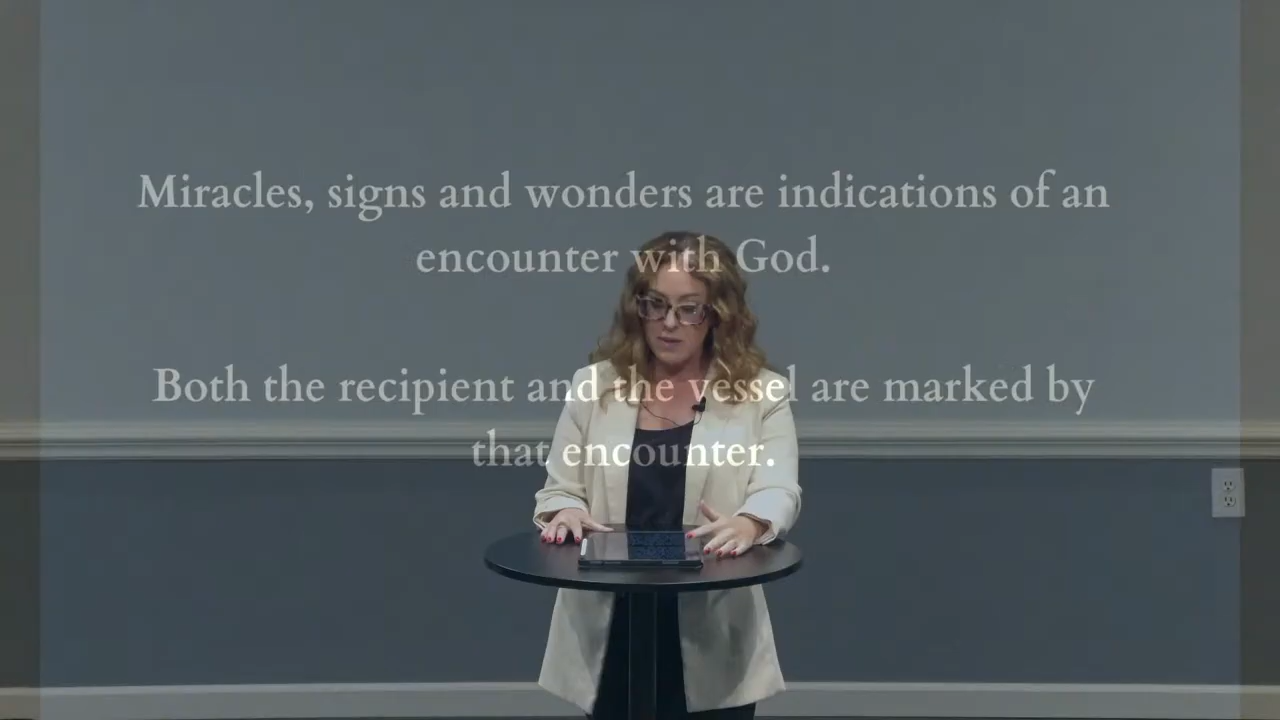 Miracles, signs and wonders are indications of an
encounter with God.
Both the recipient and the vessel are marked by
that encounter.